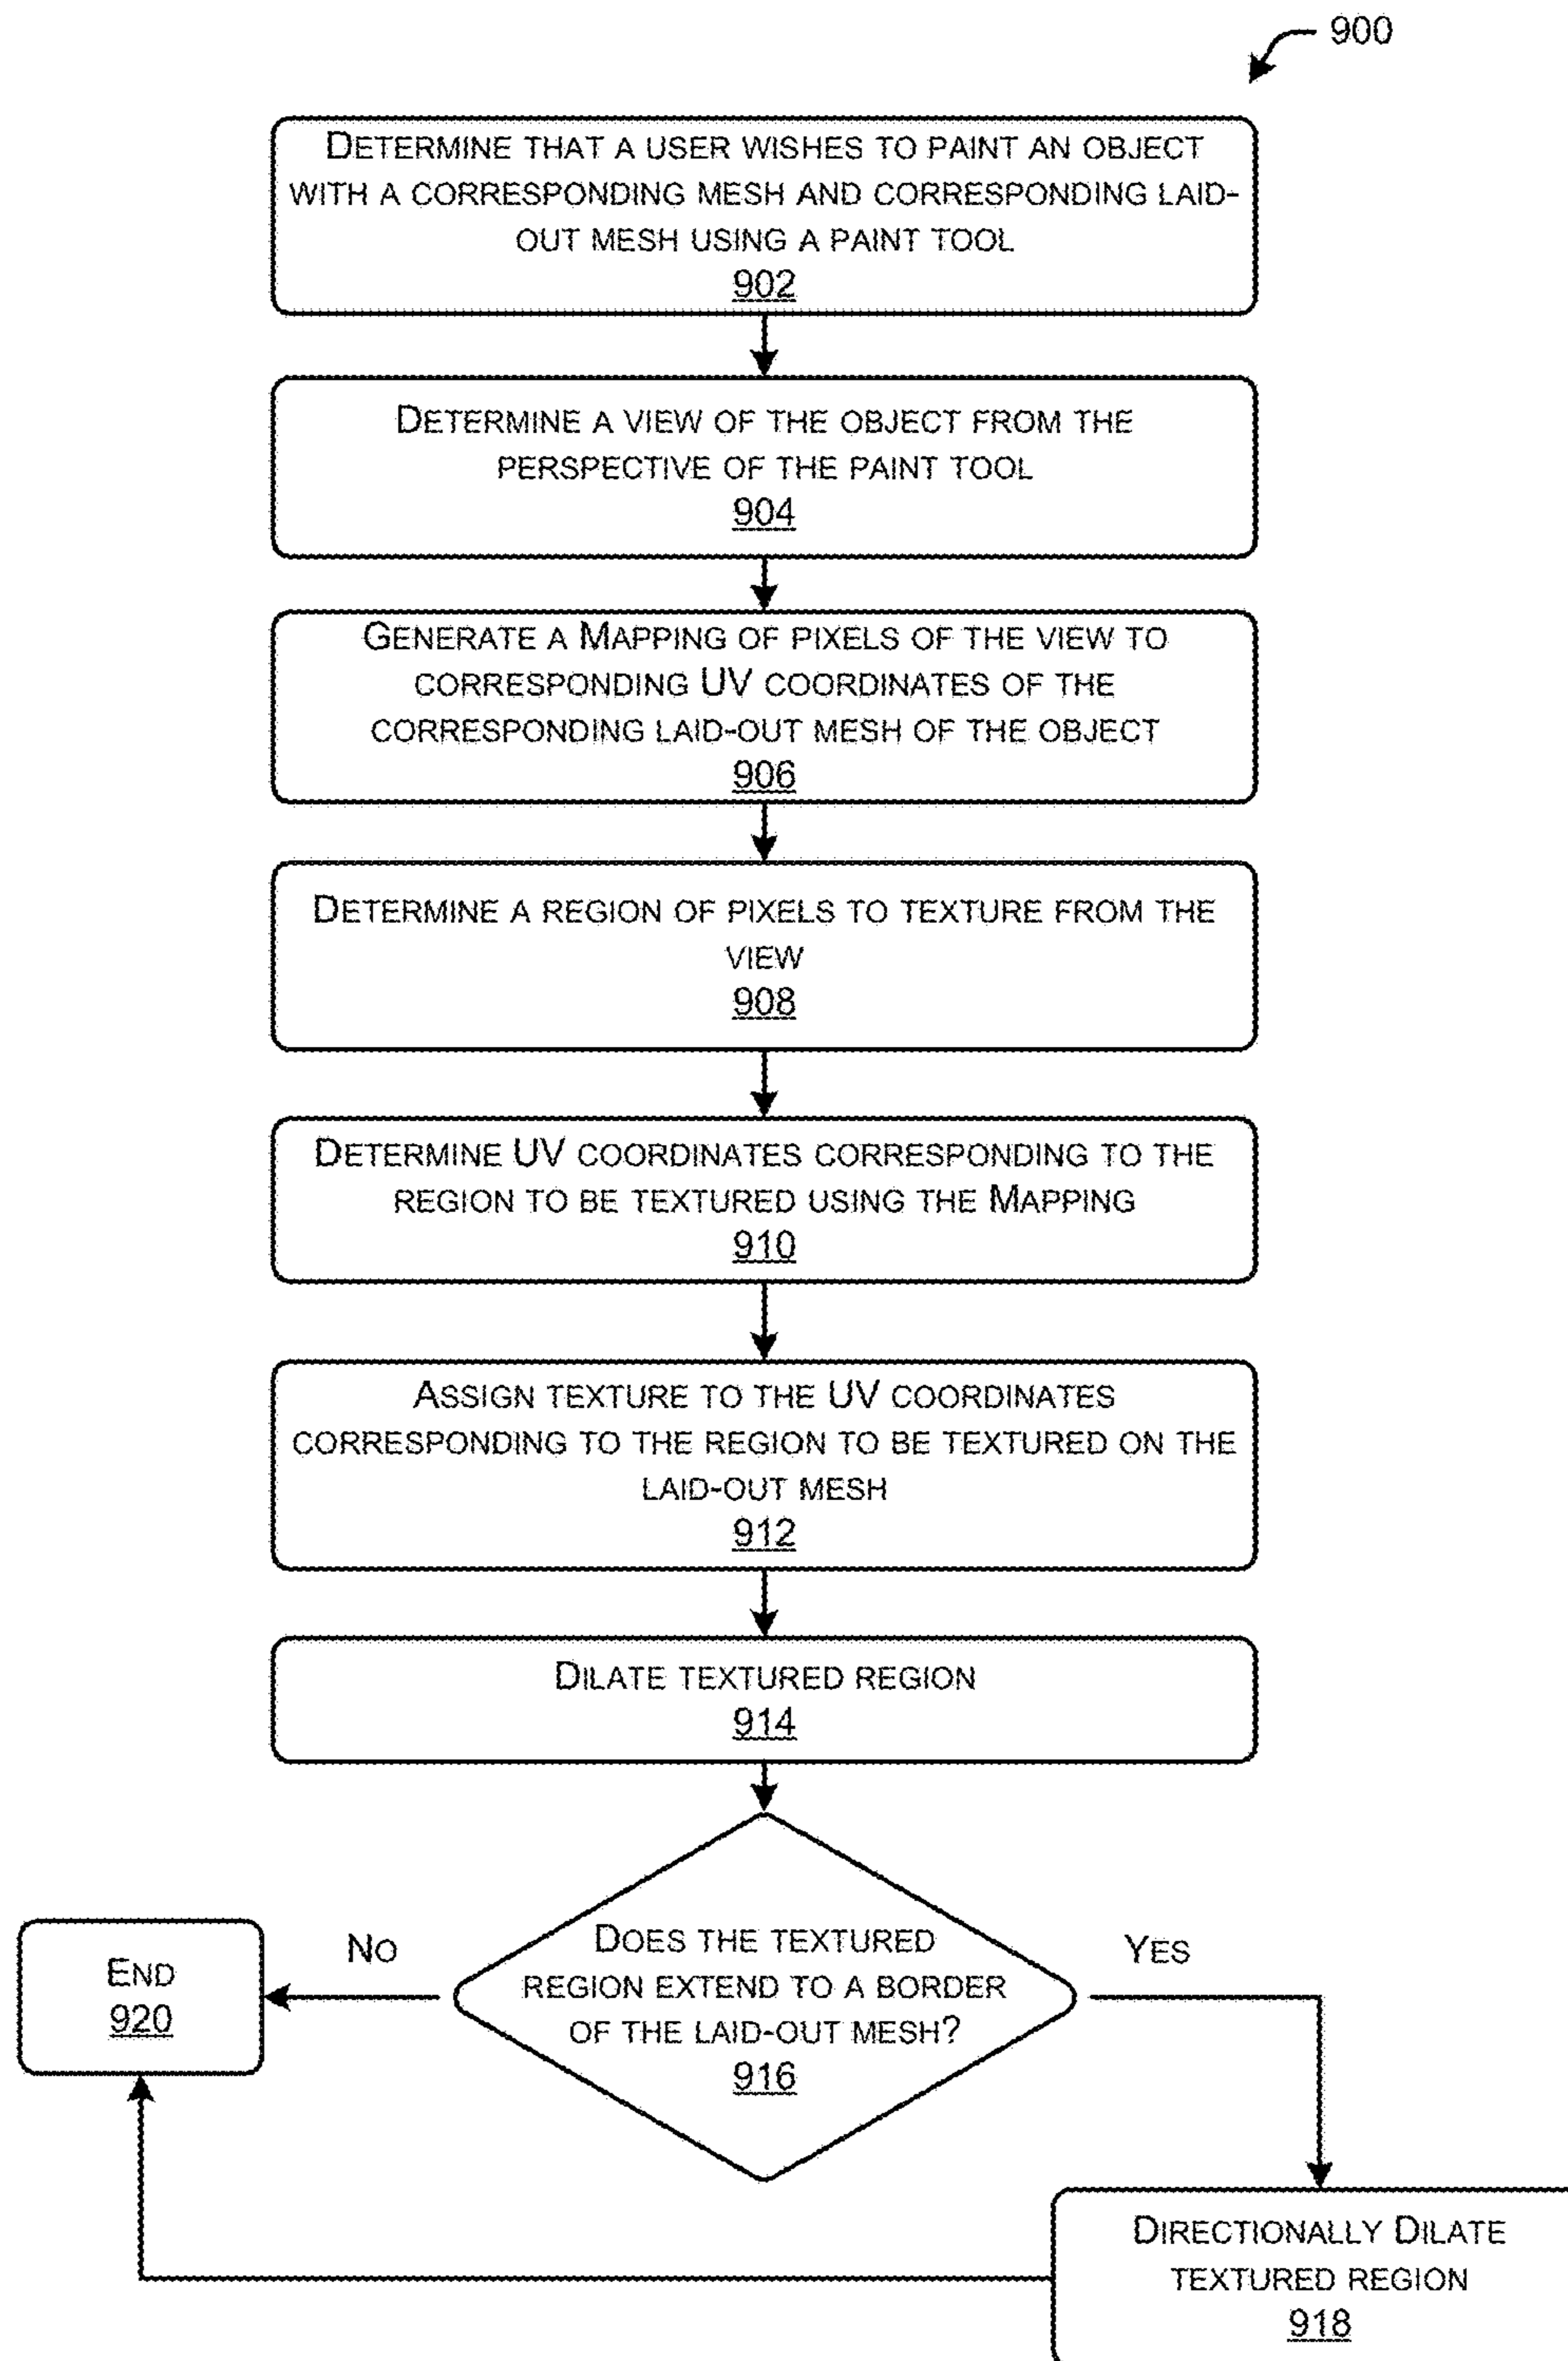 900
DETERMINE THAT A USER WISHES TO PAINT AN OBJECT
WITH A CORRESPONDING MESH AND CORRESPONDING LAID-
OUT MESH USING A PAINT TOOL
902
DETERMINE A VIEW OF THE OBJECT FROM THE
PERSPECTIVE OF THE PAINT TOOL
904
GENERATE A MAPPING OF PIXELS OF THE VIEW TO
CORRESPONDING UV COORDINATES OF THE
CORRESPONDING LAID-OUT MESH OF THE OBJECT
906
DETERMINE A REGION OF PIXELS TO TEXTURE FROM THE
VIEW
908
DETERMINE UV COORDINATES CORRESPONDING TO THE
REGION TO BE TEXTURED USING THE MAPPING
910
ASSIGN TEXTURE TO THE UV COORDINATES
CORRESPONDING TO THE REGION TO BE TEXTURED ON THE
LAID-OUT MESH
912
DILATE TEXTURED REGION
914
DOES THE TEXTURED
REGION EXTEND TO A BORDER
OF THE LAID-OUT MESH?
916
NO
YES
END
920
DIRECTIONALLY DILATE
TEXTURED REGION
918